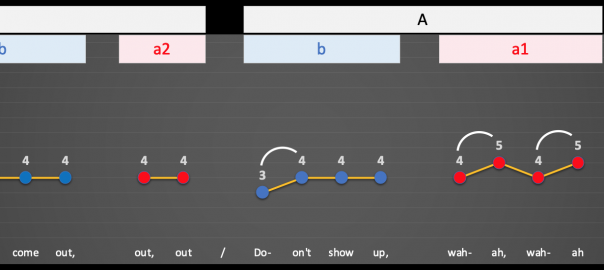 A
b a2 b a1
5 5
4 4 4 4 3 4 4 4 4 4
come out, out, out / Do- on't show up, wah- ah, wah- ah